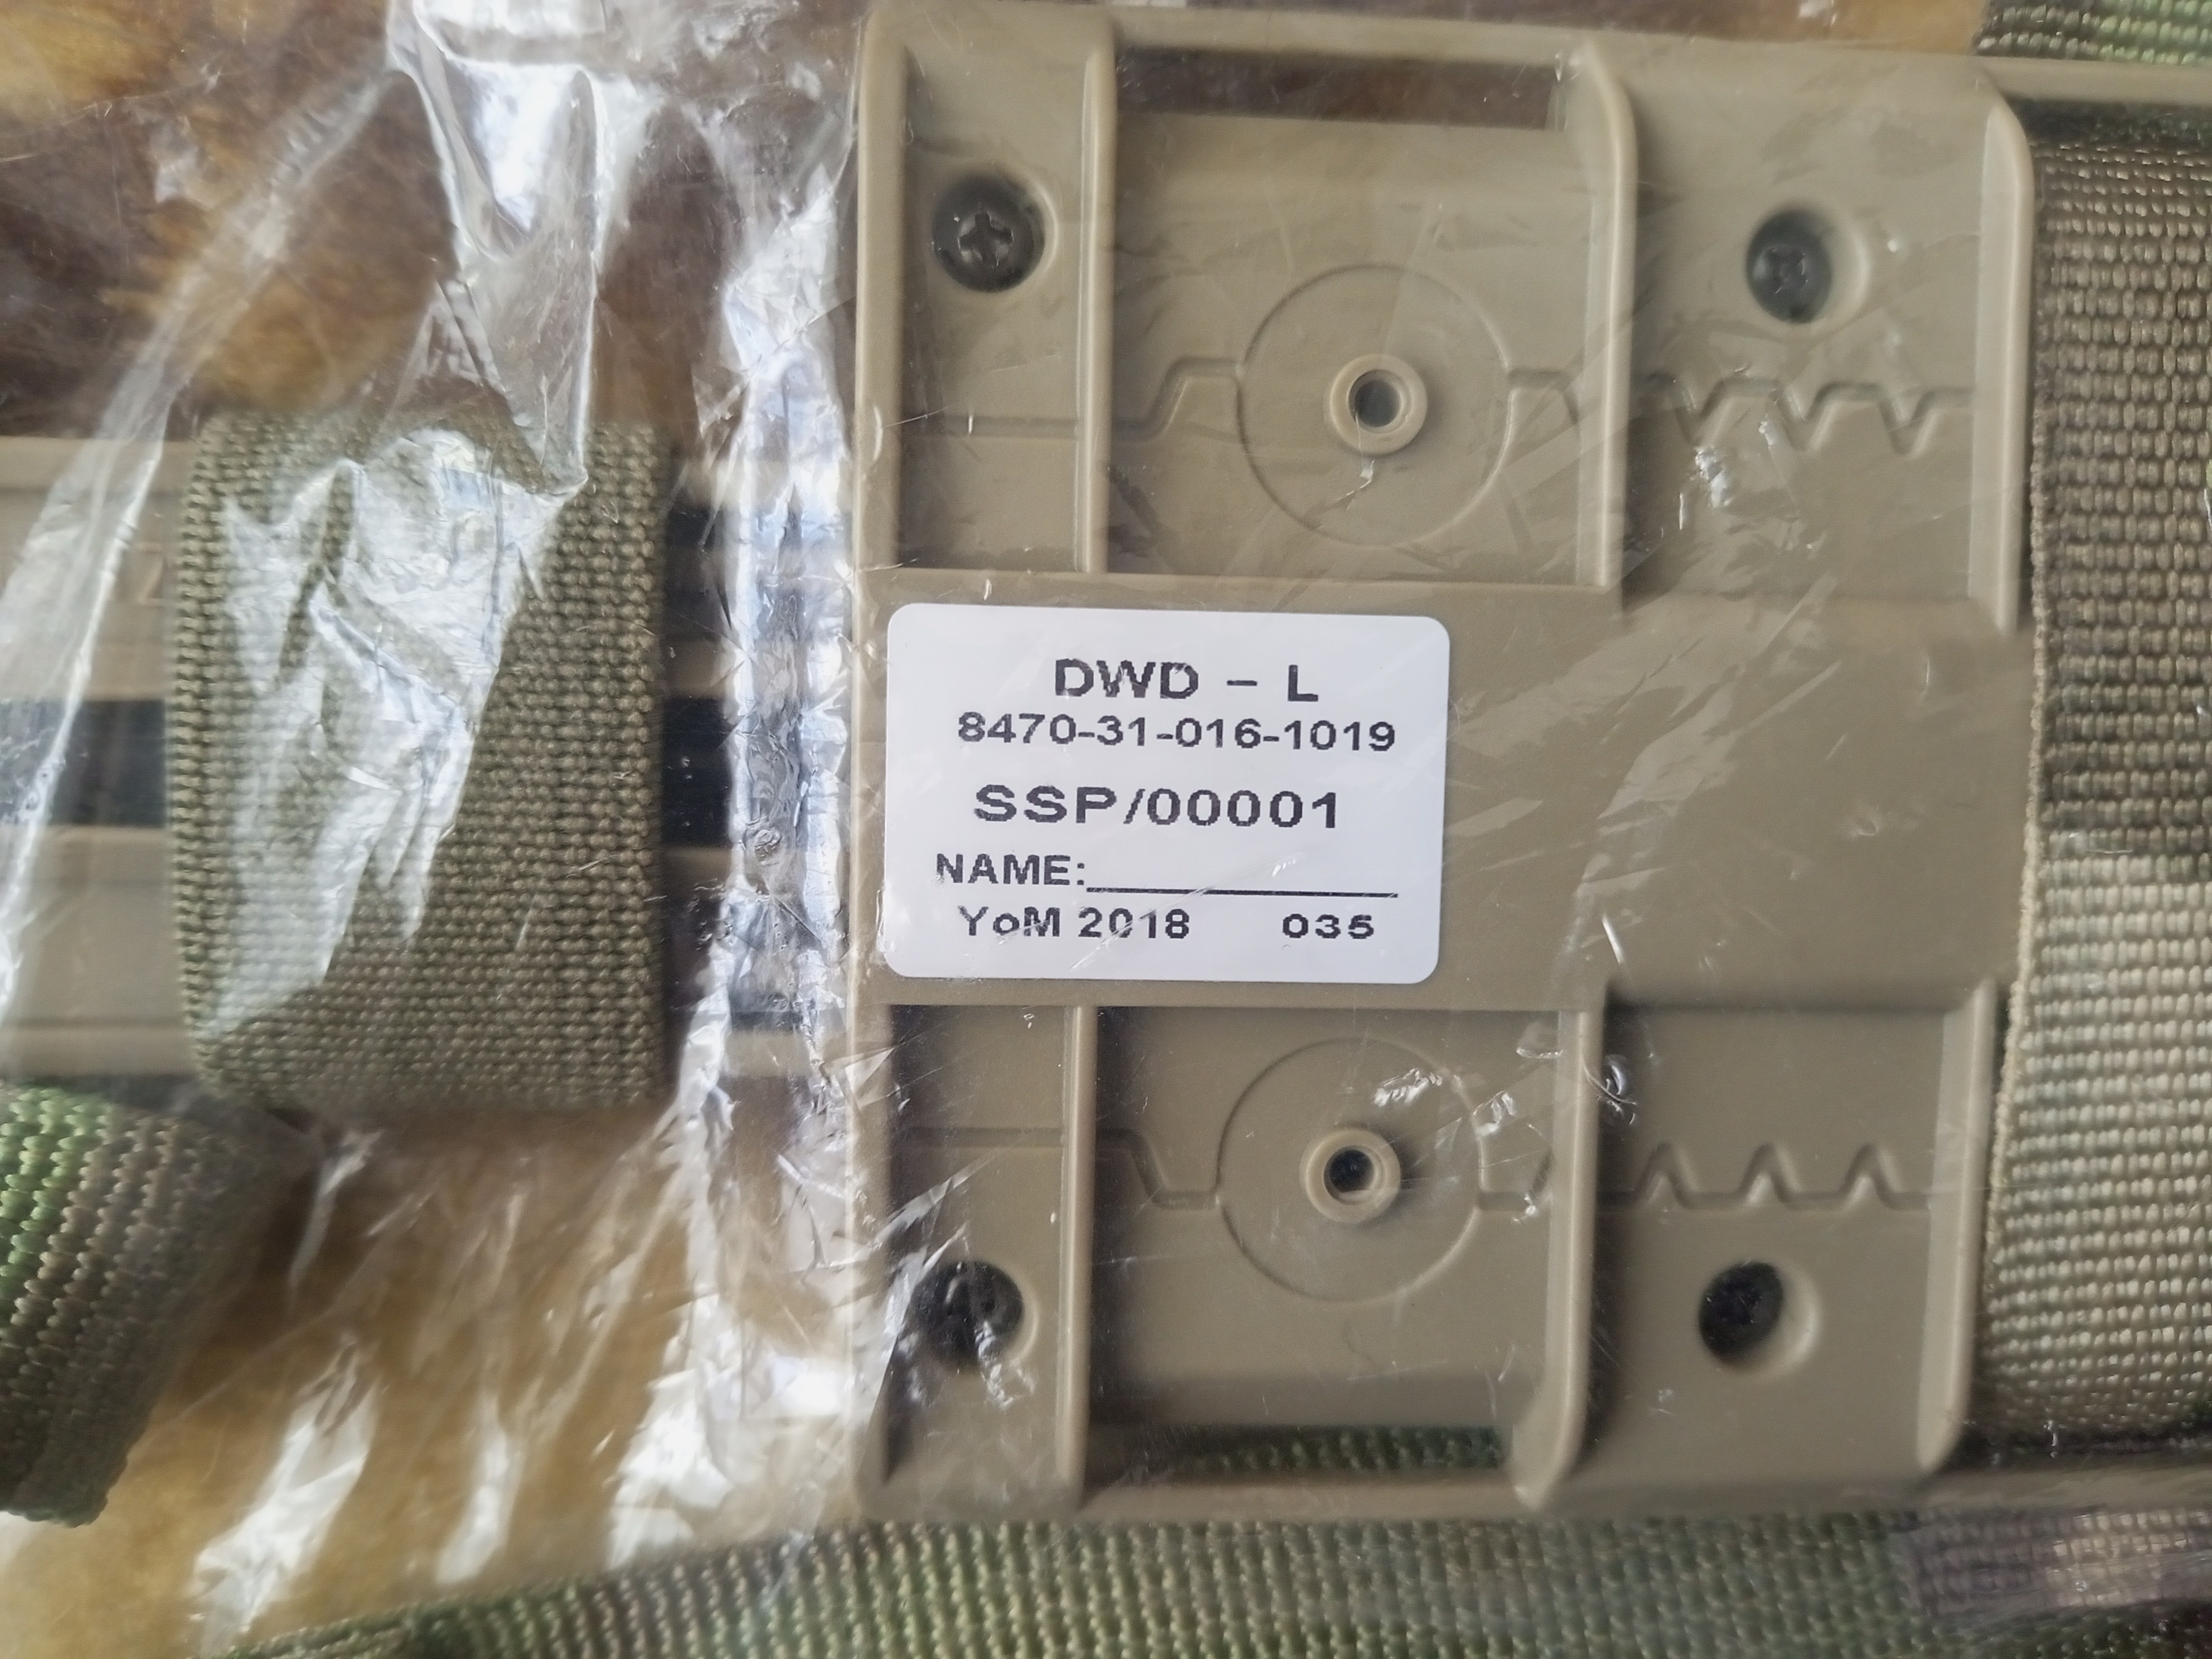 DWD – L
8470-31-016-1019
SSP/00001
NAME:
YoM 2018 035